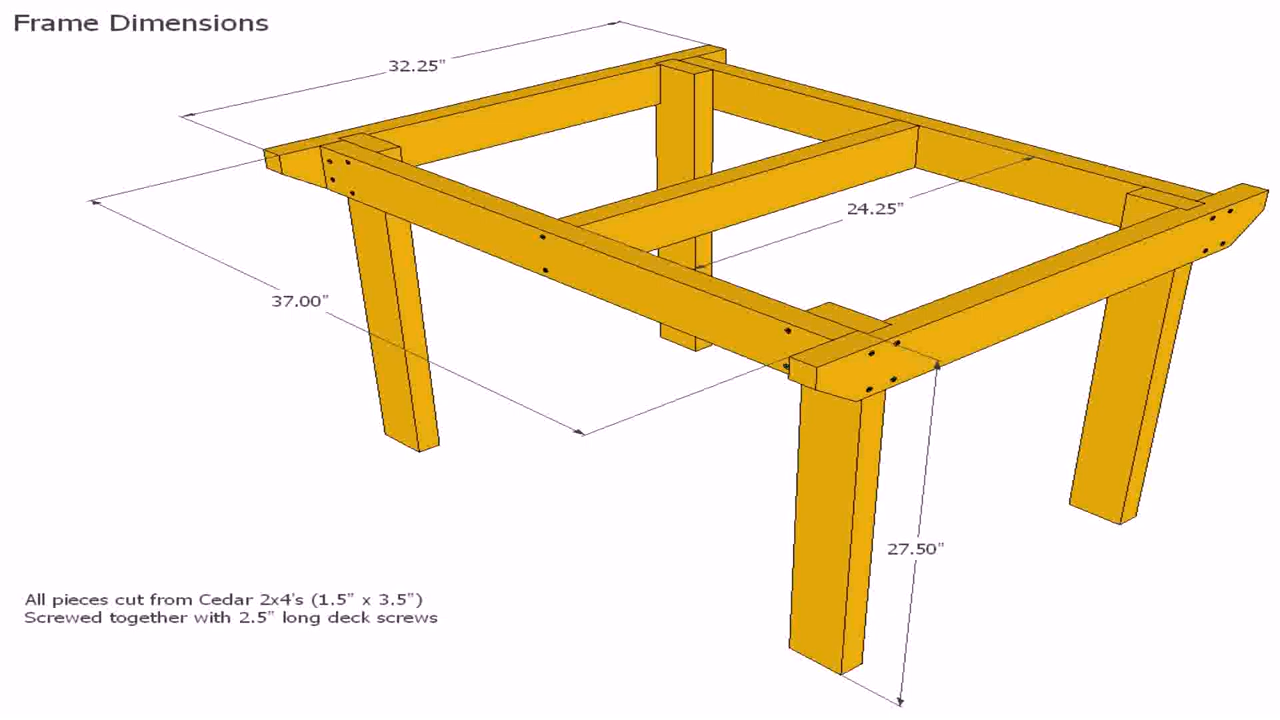 Frame Dimensions
32.25"
24.25"
37.00"
27.50"
All pieces cut from Cedar 2x4's (1.5" x 3.5")
Screwed together with 2.5" long deck screws